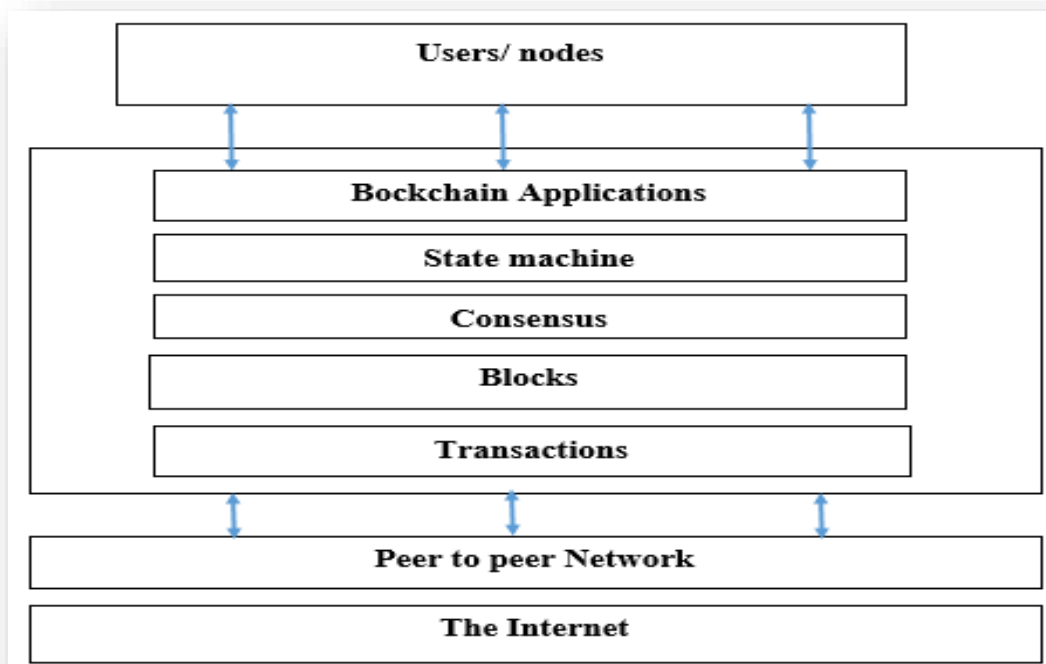 Users/ nodes
Bockchain Applications
State machine
Consensus
Blocks
Transactions
Peer to peer Network
The Internet